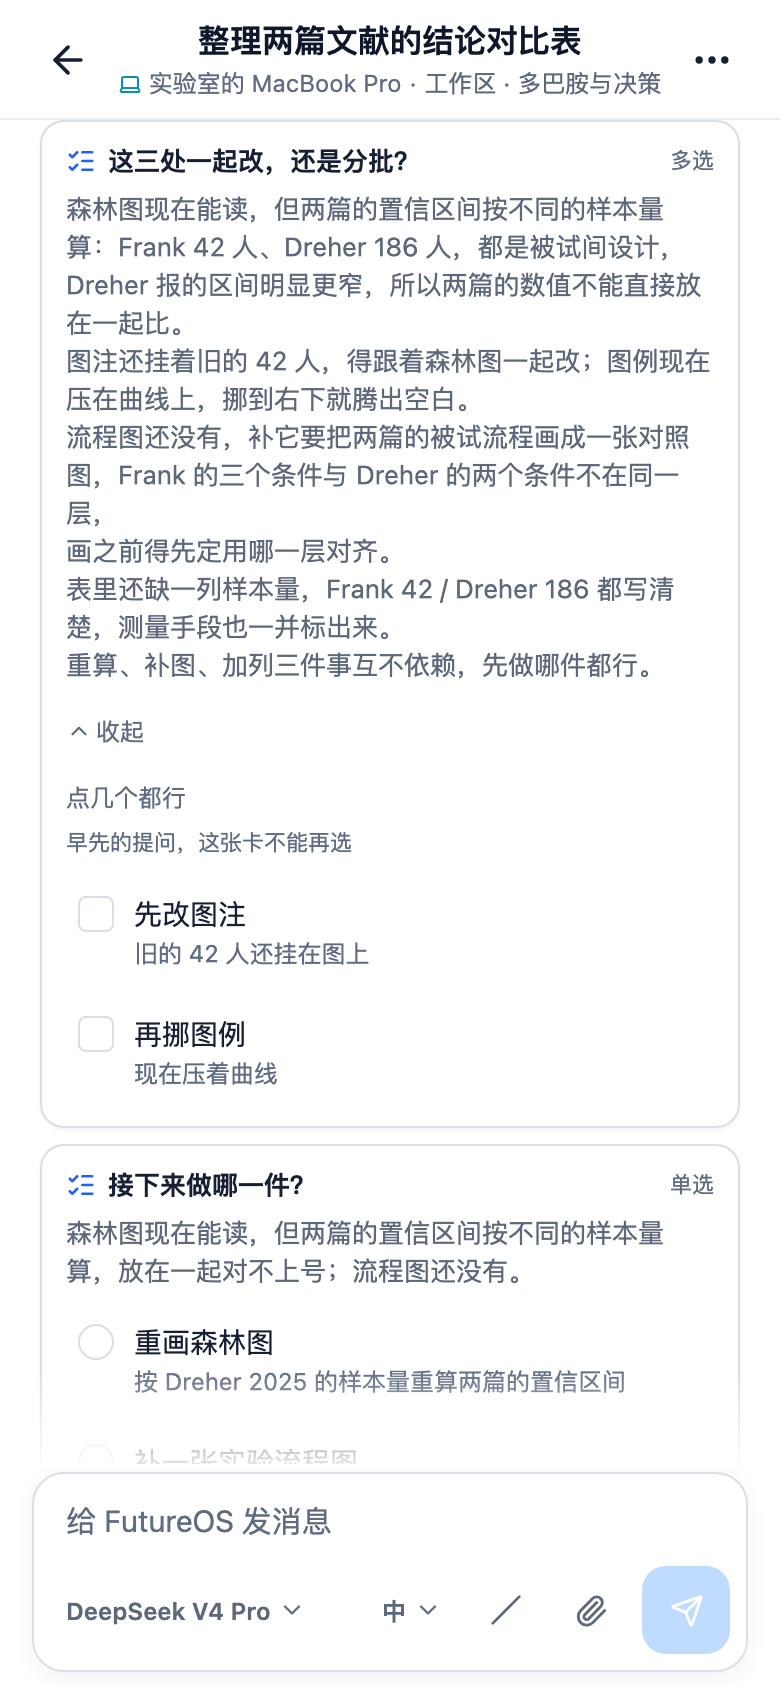 整理两篇文献的结论对比表
实验室的 MacBook Pro · 工作区 · 多巴胺与决策
这三处一起改，还是分批？
多选
森林图现在能读，但两篇的置信区间按不同的样本量
算：Frank 42 人、Dreher 186 人，都是被试间设计，
Dreher 报的区间明显更窄，所以两篇的数值不能直接放
在一起比。
图注还挂着旧的 42 人，得跟着森林图一起改；图例现在
压在曲线上，挪到右下就腾出空白。
流程图还没有，补它要把两篇的被试流程画成一张对照
图，Frank 的三个条件与 Dreher 的两个条件不在同一
层，
画之前得先定用哪一层对齐。
表里还缺一列样本量，Frank 42 / Dreher 186 都写清
楚，测量手段也一并标出来。
重算、补图、加列三件事互不依赖，先做哪件都行。
收起
点几个都行
早先的提问，这张卡不能再选
先改图注
旧的 42 人还挂在图上
再挪图例
现在压着曲线
接下来做哪一件？
单选
森林图现在能读，但两篇的置信区间按不同的样本量
算，放在一起对不上号；流程图还没有。
重画森林图
按 Dreher 2025 的样本量重算两篇的置信区间
补一张实验流程图
给 FutureOS 发消息
DeepSeek V4 Pro
中